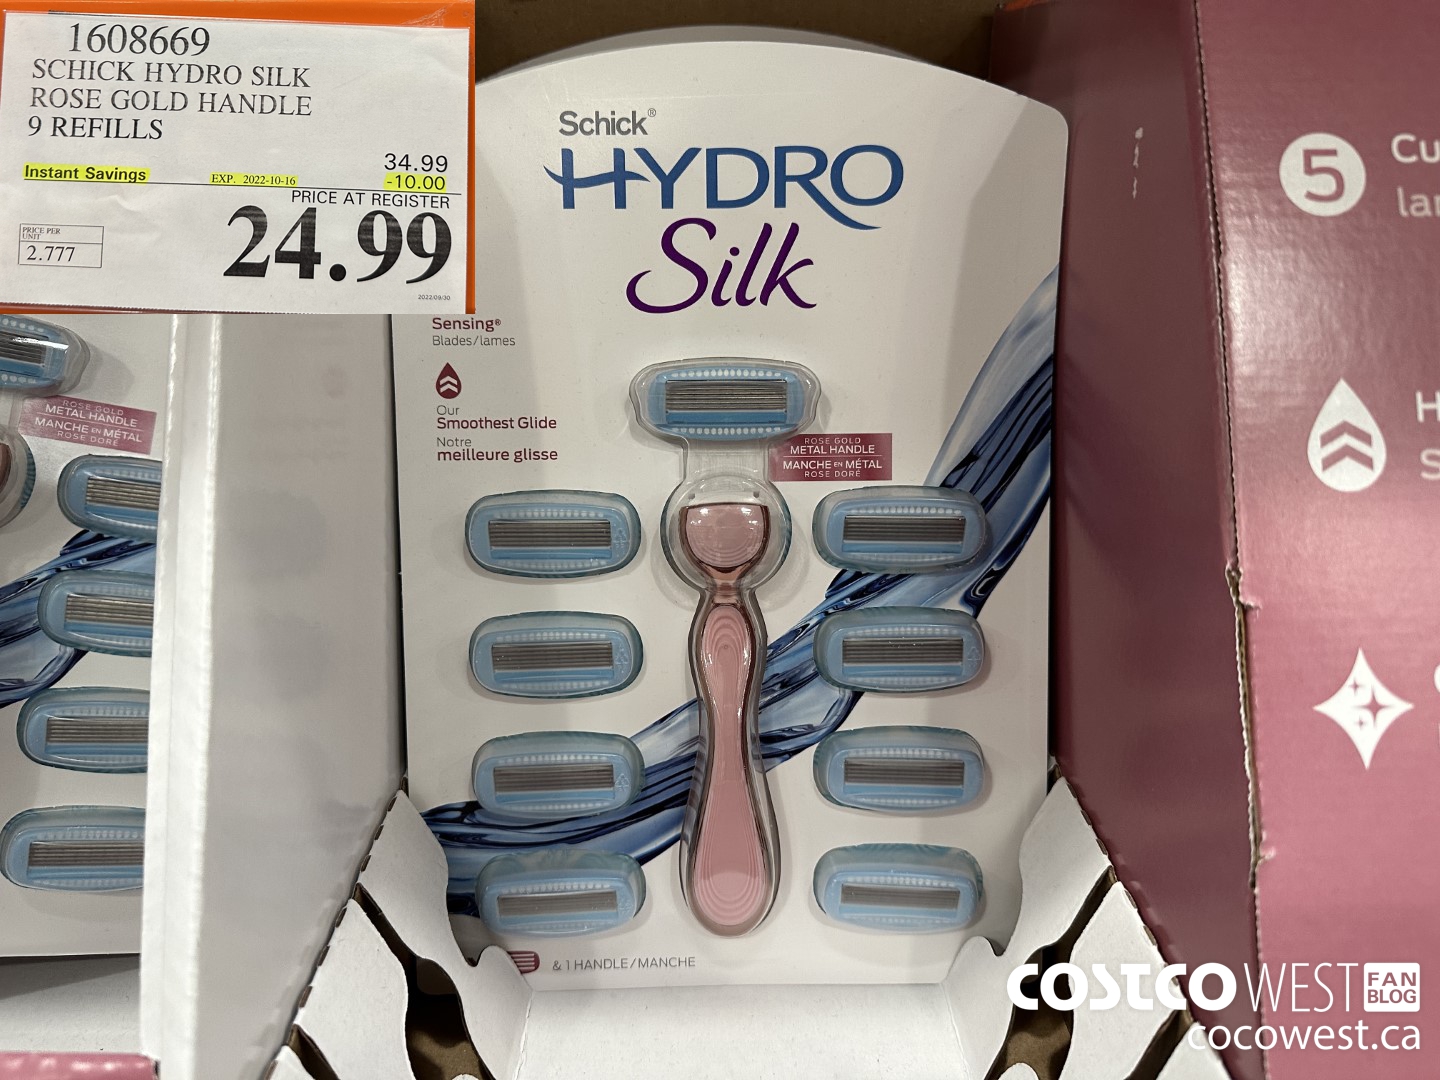 1608669
SCHICK HYDRO SILK
ROSE GOLD HANDLE
9 REFILLS
34.99
Instant Savings EXP. 2022-10-16 -10.00
PRICE AT REGISTER
24.99
PRICE PER
UNIT
2.777
2022/09/30
Schick®
HYDRO
Silk
Sensing®
Blades/lames
Our
Smoothest Glide
Notre
meilleure glisse
ROSE GOLD
METAL HANDLE
MANCHE EN MÉTAL
ROSE DORÉ
& 1 HANDLE/MANCHE
ROSE GOLD
METAL HANDLE
MANCHE EN MÉTAL
ROSE DORÉ
5
Cu
lar
H
S
COSTCO WEST FAN BLOG
cocowest.ca